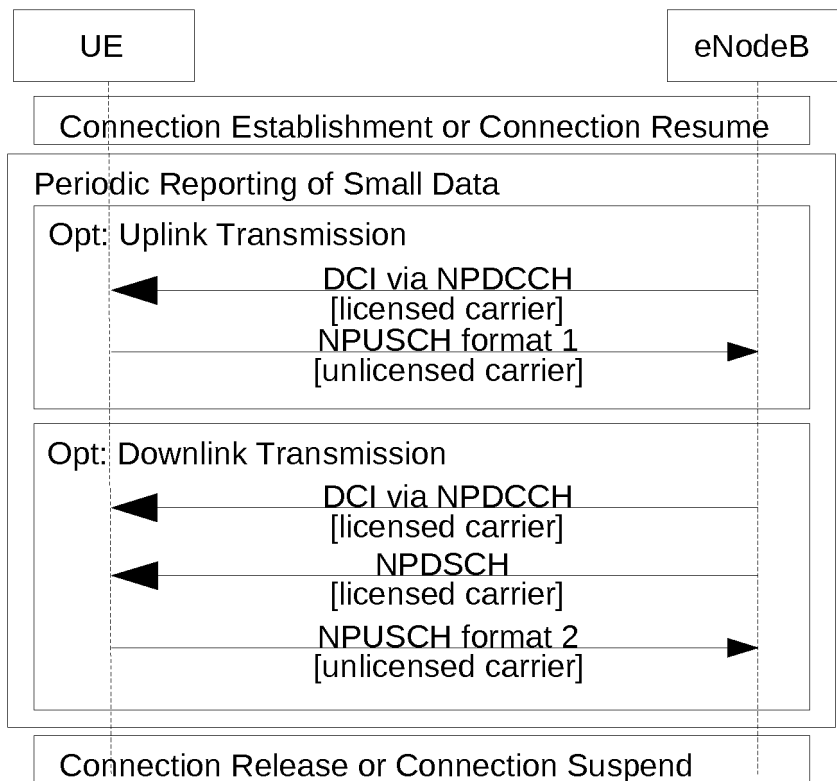 UE
eNodeB
Connection Establishment or Connection Resume
Periodic Reporting of Small Data
Opt: Uplink Transmission
DCI via NPDCCH
[licensed carrier]
NPUSCH format 1
[unlicensed carrier]
Opt: Downlink Transmission
DCI via NPDCCH
[licensed carrier]
NPDSCH
[licensed carrier]
NPUSCH format 2
[unlicensed carrier]
Connection Release or Connection Suspend